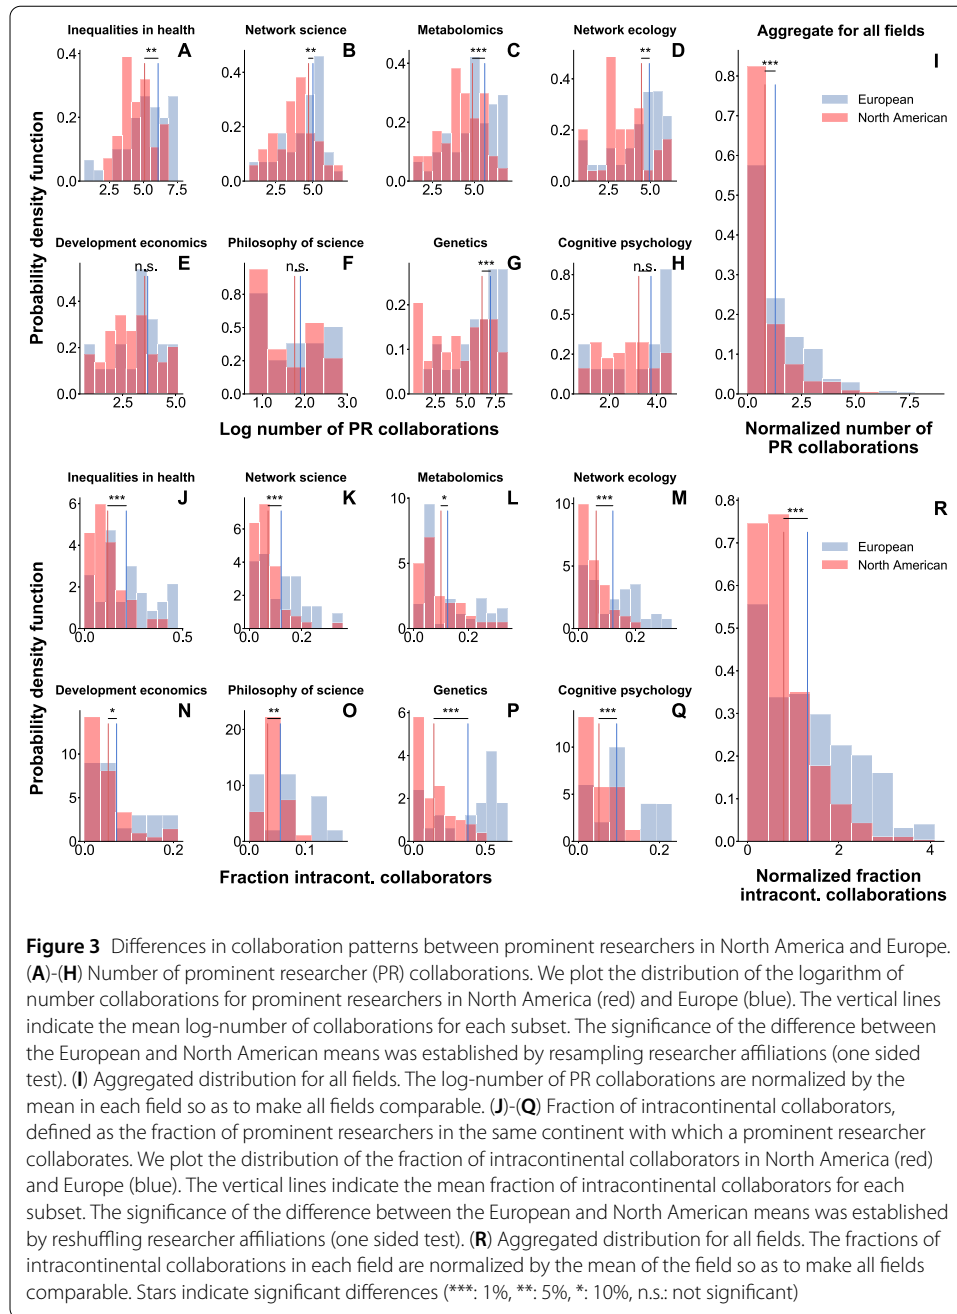 Inequalities in health
Network science
Metabolomics
Network ecology
Aggregate for all fields
A
B
C
D
I
**
**
***
**
***
0.4
0.2
0.0
2.5 5.0 7.5
0.4
0.2
0.0
2.5 5.0
0.4
0.2
0.0
2.5 5.0
0.6
0.4
0.2
0.0
2.5 5.0
European
North American
0.8
0.7
0.6
0.5
0.4
0.3
0.2
0.1
0.0
0.0 2.5 5.0 7.5
Probability density function
Development economics
Philosophy of science
Genetics
Cognitive psychology
E
F
G
H
n.s.
n.s.
***
n.s.
0.4
0.2
0.0
2.5 5.0
0.8
0.5
0.2
0.0
1.0 2.0 3.0
0.2
0.1
0.0
2.5 5.0 7.5
0.8
0.6
0.4
0.2
0.0
2.0 4.0
Log number of PR collaborations
Normalized number of
PR collaborations
Inequalities in health
Network science
Metabolomics
Network ecology
J
K
L
M
R
***
***
*
***
***
6
4
2
0
0.0 0.5
8
6
4
2
0
0.0 0.2
10
5
0
0.0 0.2
10
5
0
0.0 0.2
European
North American
0.8
0.7
0.6
0.5
0.4
0.3
0.2
0.1
0.0
0 2 4
Probability density function
Development economics
Philosophy of science
Genetics
Cognitive psychology
N
O
P
Q
*
**
***
***
10
5
0
0.0 0.1 0.2
20
10
0
0.0 0.1
6
4
2
0
0.0 0.5
10
5
0
0.0 0.2
Fraction intracont. collaborators
Normalized fraction
intracont. collaborations
Figure 3 Differences in collaboration patterns between prominent researchers in North America and Europe.
(A)-(H) Number of prominent researcher (PR) collaborations. We plot the distribution of the logarithm of
number collaborations for prominent researchers in North America (red) and Europe (blue). The vertical lines
indicate the mean log-number of collaborations for each subset. The significance of the difference between
the European and North American means was established by resampling researcher affiliations (one sided
test). (I) Aggregated distribution for all fields. The log-number of PR collaborations are normalized by the
mean in each field so as to make all fields comparable. (J)-(Q) Fraction of intracontinental collaborators,
defined as the fraction of prominent researchers in the same continent with which a prominent researcher
collaborates. We plot the distribution of the fraction of intracontinental collaborators in North America (red)
and Europe (blue). The vertical lines indicate the mean fraction of intracontinental collaborators for each
subset. The significance of the difference between the European and North American means was established
by reshuffling researcher affiliations (one sided test). (R) Aggregated distribution for all fields. The fractions of
intracontinental collaborations in each field are normalized by the mean of the field so as to make all fields
comparable. Stars indicate significant differences (***: 1%, **: 5%, *: 10%, n.s.: not significant)